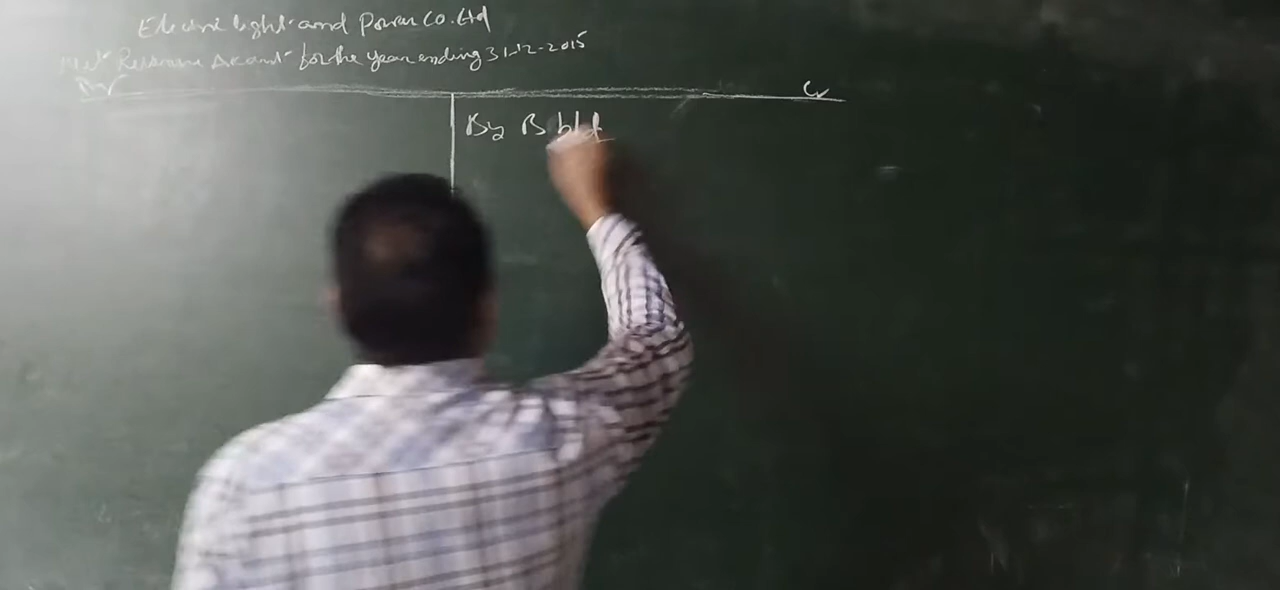 Electric light and Power Co. Ltd
Net Revenue Account for the year ending 31-12-2015
Dr Cr
By B b/d